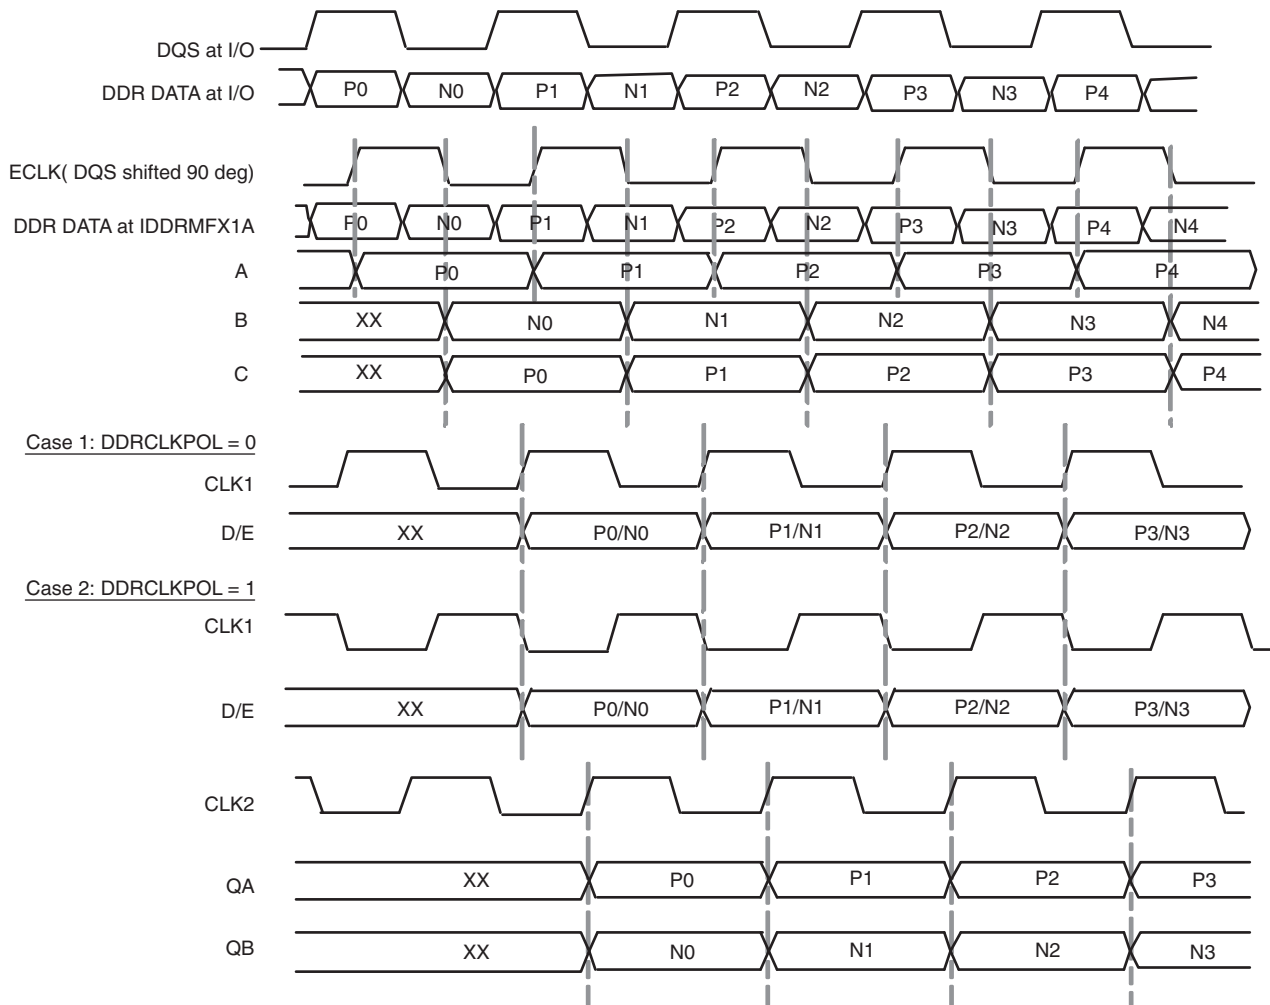 DQS at I/O
DDR DATA at I/O P0 N0 P1 N1 P2 N2 P3 N3 P4
ECLK( DQS shifted 90 deg)
DDR DATA at IDDRMFX1A P0 N0 P1 N1 P2 N2 P3 N3 P4 N4
A P0 P1 P2 P3 P4
B XX N0 N1 N2 N3 N4
C XX P0 P1 P2 P3 P4
Case 1: DDRCLKPOL = 0
CLK1
D/E XX P0/N0 P1/N1 P2/N2 P3/N3
Case 2: DDRCLKPOL = 1
CLK1
D/E XX P0/N0 P1/N1 P2/N2 P3/N3
CLK2
QA XX P0 P1 P2 P3
QB XX N0 N1 N2 N3